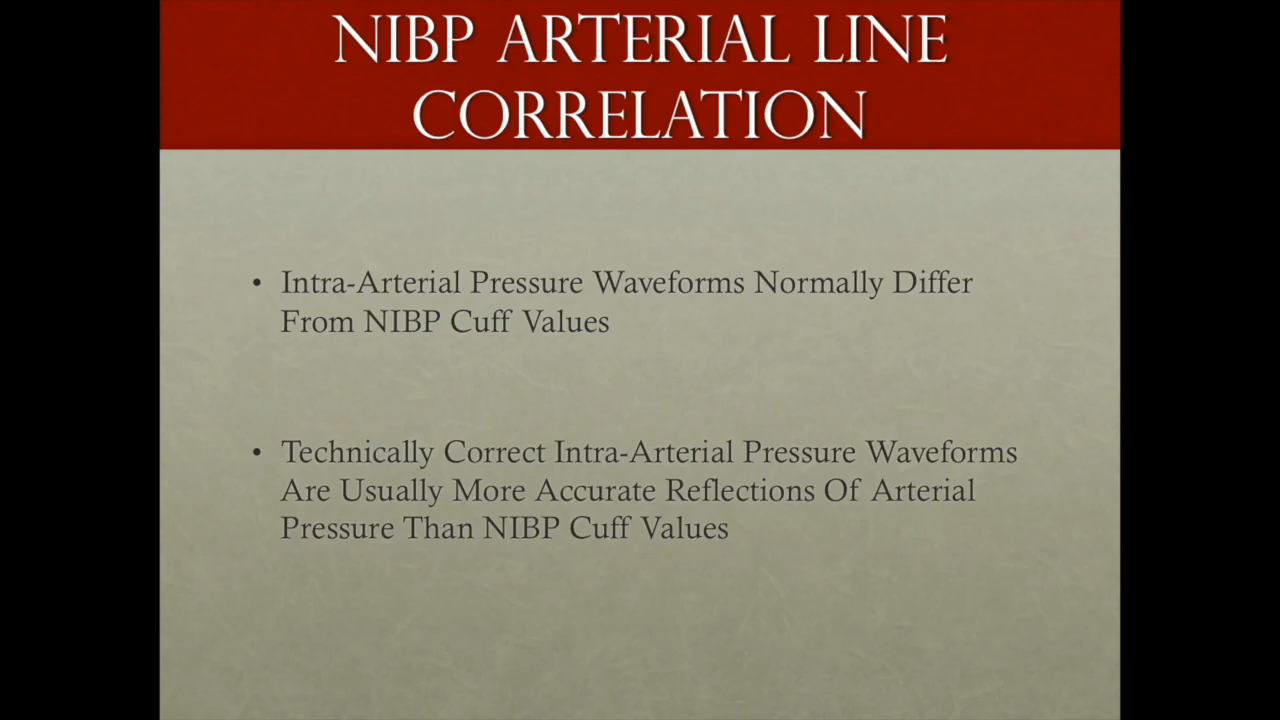 NIBP ARTERIAL LINE
CORRELATION
• Intra-Arterial Pressure Waveforms Normally Differ
From NIBP Cuff Values
• Technically Correct Intra-Arterial Pressure Waveforms
Are Usually More Accurate Reflections Of Arterial
Pressure Than NIBP Cuff Values